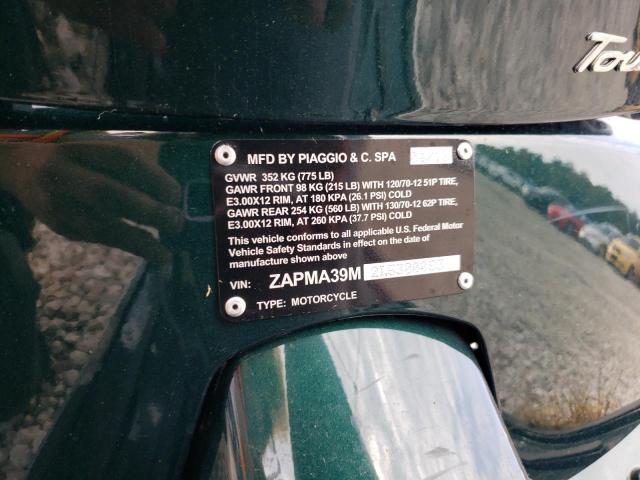 MFD BY PIAGGIO & C. SPA
GVWR 352 KG (775 LB)
GAWR FRONT 98 KG (215 LB) WITH 120/70-12 51P TIRE,
E3.00X12 RIM, AT 180 KPA (26.1 PSI) COLD
GAWR REAR 254 KG (560 LB) WITH 130/70-12 62P TIRE,
E3.00X12 RIM, AT 260 KPA (37.7 PSI) COLD
This vehicle conforms to all applicable U.S. Federal Motor
Vehicle Safety Standards in effect on the date of
manufacture shown above
VIN: ZAPMA39M
TYPE: MOTORCYCLE